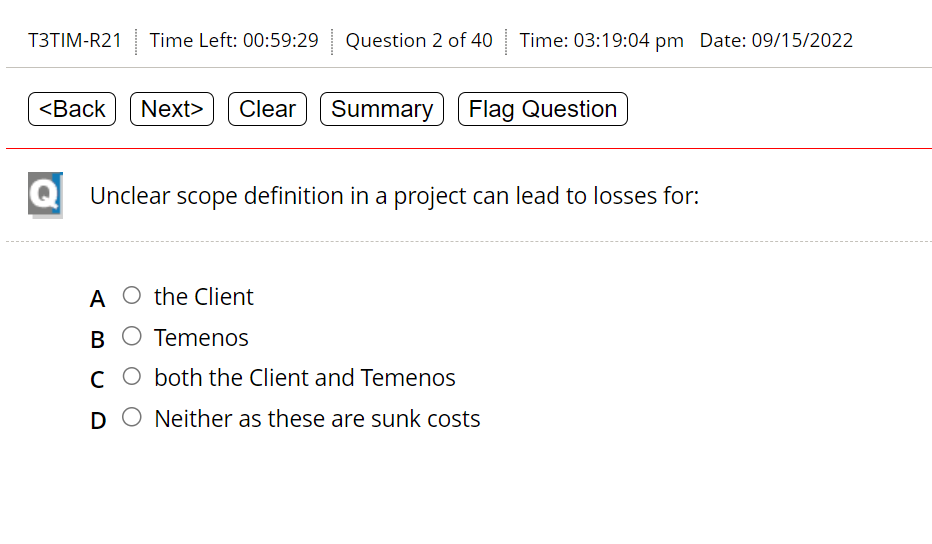 T3TIM-R21 Time Left: 00:59:29 Question 2 of 40 Time: 03:19:04 pm Date: 09/15/2022
<Back Next> Clear Summary Flag Question
Q Unclear scope definition in a project can lead to losses for:
A the Client
B Temenos
C both the Client and Temenos
D Neither as these are sunk costs